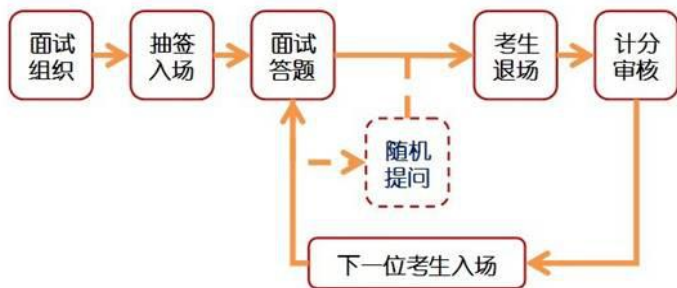 面试
组织
抽签
入场
面试
答题
考生
退场
计分
审核
随机
提问
下一位考生入场